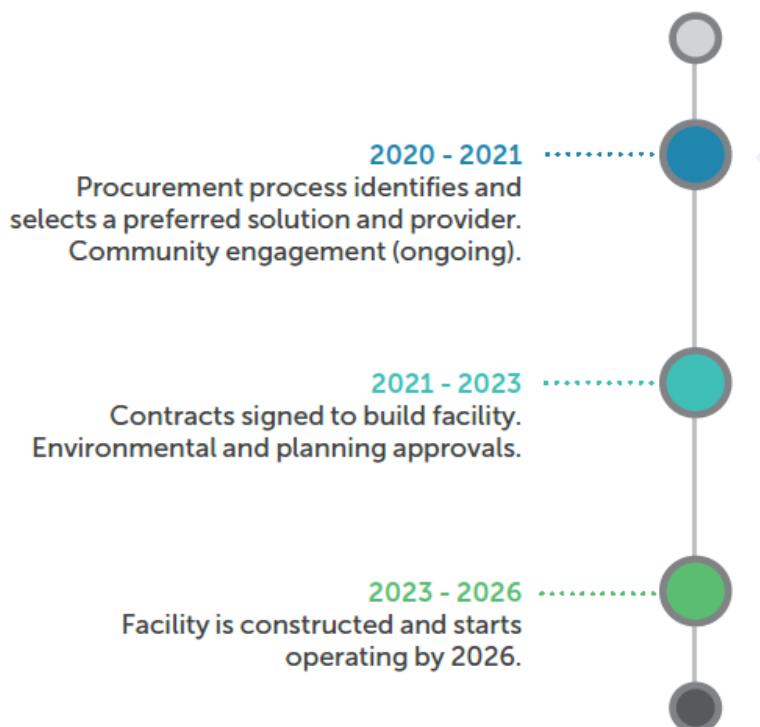 2020 - 2021
Procurement process identifies and
selects a preferred solution and provider.
Community engagement (ongoing).
2021 - 2023
Contracts signed to build facility.
Environmental and planning approvals.
2023 - 2026
Facility is constructed and starts
operating by 2026.